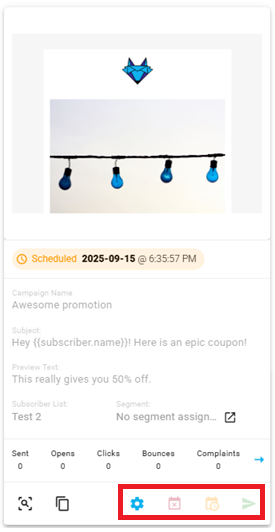 Scheduled 2025-09-15 @ 6:35:57 PM
Campaign Name
Awesome promotion
Subject:
Hey {{subscriber.name}}! Here is an epic coupon!
Preview Text:
This really gives you 50% off.
Subscriber List: Segment:
Test 2 No segment assign...
Sent Opens Clicks Bounces Complaints
0 0 0 0 0